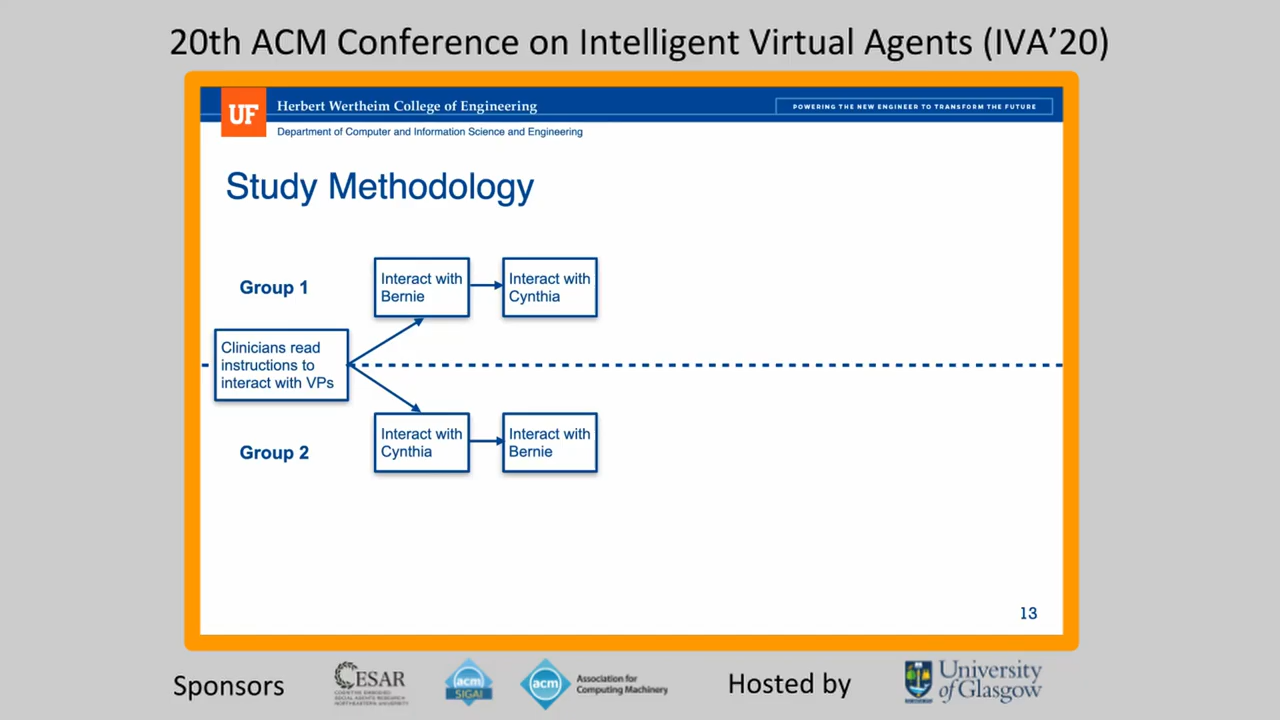 20th ACM Conference on Intelligent Virtual Agents (IVA'20)
UF
Herbert Wertheim College of Engineering
POWERING THE NEW ENGINEER TO TRANSFORM THE FUTURE
Department of Computer and Information Science and Engineering
Study Methodology
Group 1
Interact with
Bernie
Interact with
Cynthia
Clinicians read
instructions to
interact with VPs
Group 2
Interact with
Cynthia
Interact with
Bernie
13
Sponsors
CESAR
COGNITIVE EMBODIED
SOCIAL AGENTS RESEARCH
NORTHEASTERN UNIVERSITY
acm
SIGAI
acm
Association for
Computing Machinery
Hosted by
University
of Glasgow